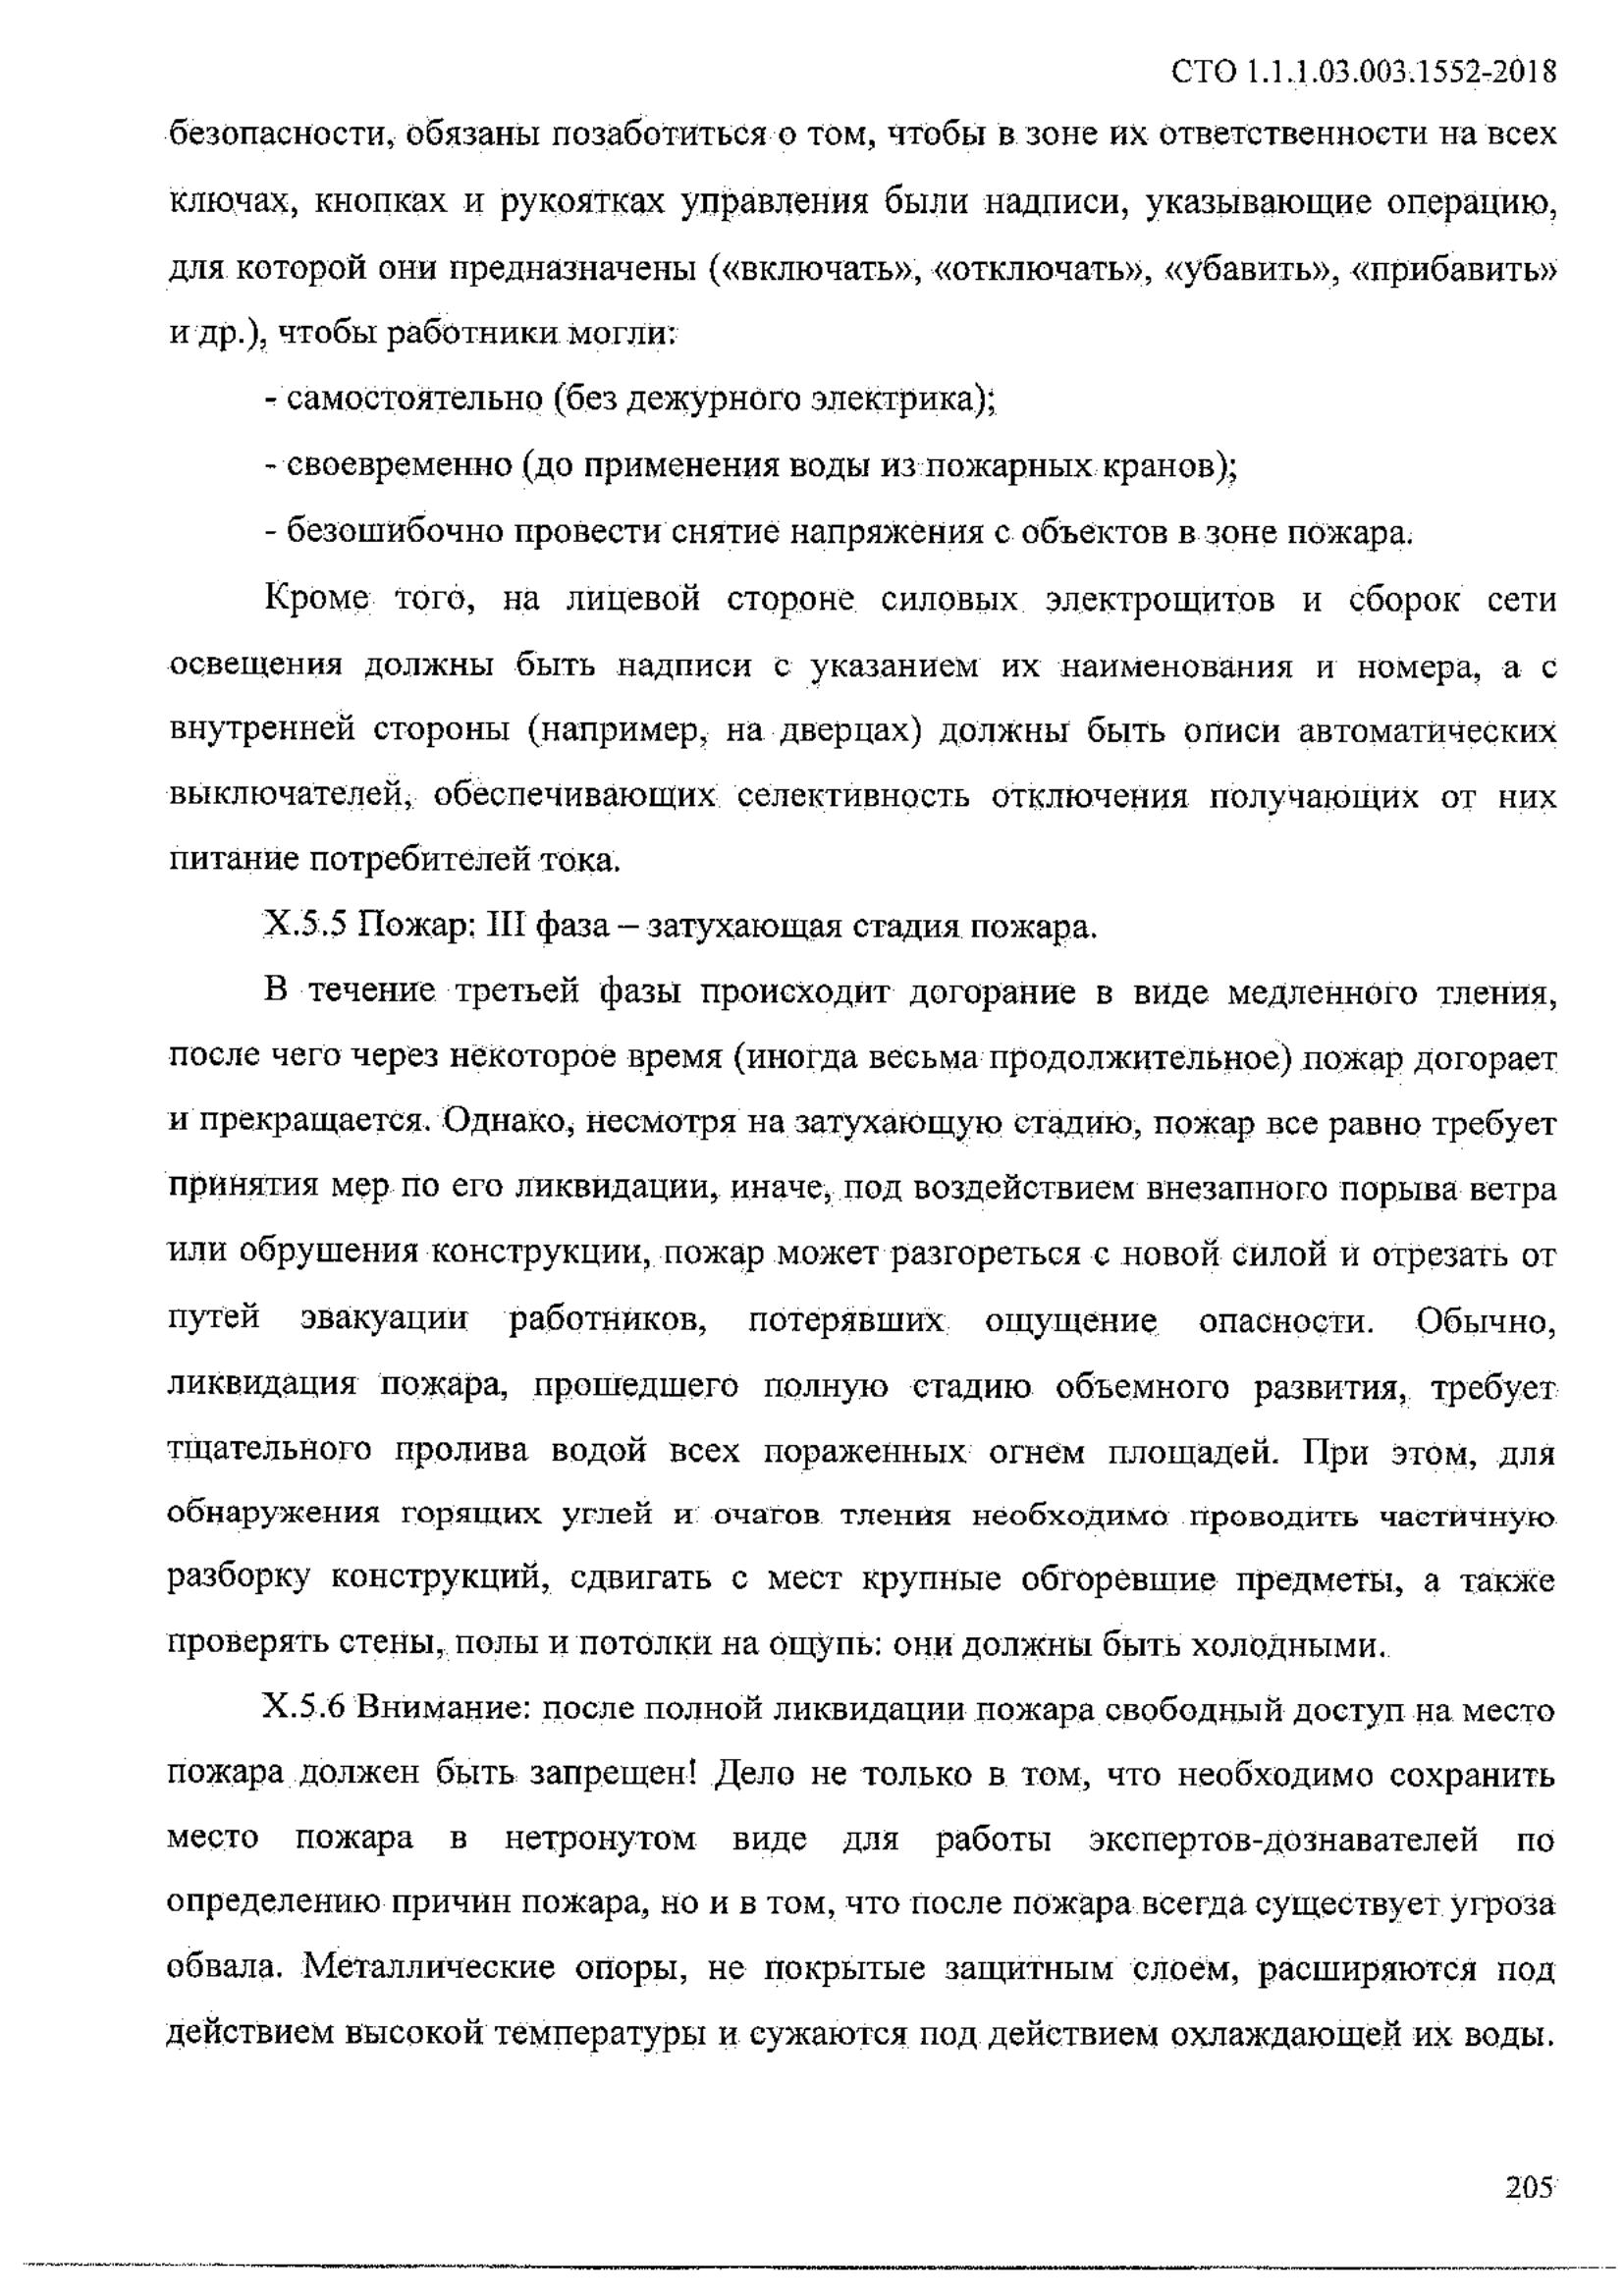 СТО 1.1.1.03.003.1552-2018
безопасности, обязаны позаботиться о том, чтобы в зоне их ответственности на всех
ключах, кнопках и рукоятках управления были надписи, указывающие операцию,
для которой они предназначены («включать», «отключать», «убавить», «прибавить»
и др.), чтобы работники могли:
- самостоятельно (без дежурного электрика);
- своевременно (до применения воды из пожарных кранов);
- безошибочно провести снятие напряжения с объектов в зоне пожара.
Кроме того, на лицевой стороне силовых электрощитов и сборок сети
освещения должны быть надписи с указанием их наименования и номера, а с
внутренней стороны (например, на дверцах) должны быть описи автоматических
выключателей, обеспечивающих селективность отключения получающих от них
питание потребителей тока.
Х.5.5 Пожар: III фаза – затухающая стадия пожара.
В течение третьей фазы происходит догорание в виде медленного тления,
после чего через некоторое время (иногда весьма продолжительное) пожар догорает
и прекращается. Однако, несмотря на затухающую стадию, пожар все равно требует
принятия мер по его ликвидации, иначе, под воздействием внезапного порыва ветра
или обрушения конструкции, пожар может разгореться с новой силой и отрезать от
путей эвакуации работников, потерявших ощущение опасности. Обычно,
ликвидация пожара, прошедшего полную стадию объемного развития, требует
тщательного пролива водой всех пораженных огнем площадей. При этом, для
обнаружения горящих углей и очагов тления необходимо проводить частичную
разборку конструкций, сдвигать с мест крупные обгоревшие предметы, а также
проверять стены, полы и потолки на ощупь: они должны быть холодными.
Х.5.6 Внимание: после полной ликвидации пожара свободный доступ на место
пожара должен быть запрещен! Дело не только в том, что необходимо сохранить
место пожара в нетронутом виде для работы экспертов-дознавателей по
определению причин пожара, но и в том, что после пожара всегда существует угроза
обвала. Металлические опоры, не покрытые защитным слоем, расширяются под
действием высокой температуры и сужаются под действием охлаждающей их воды.
205